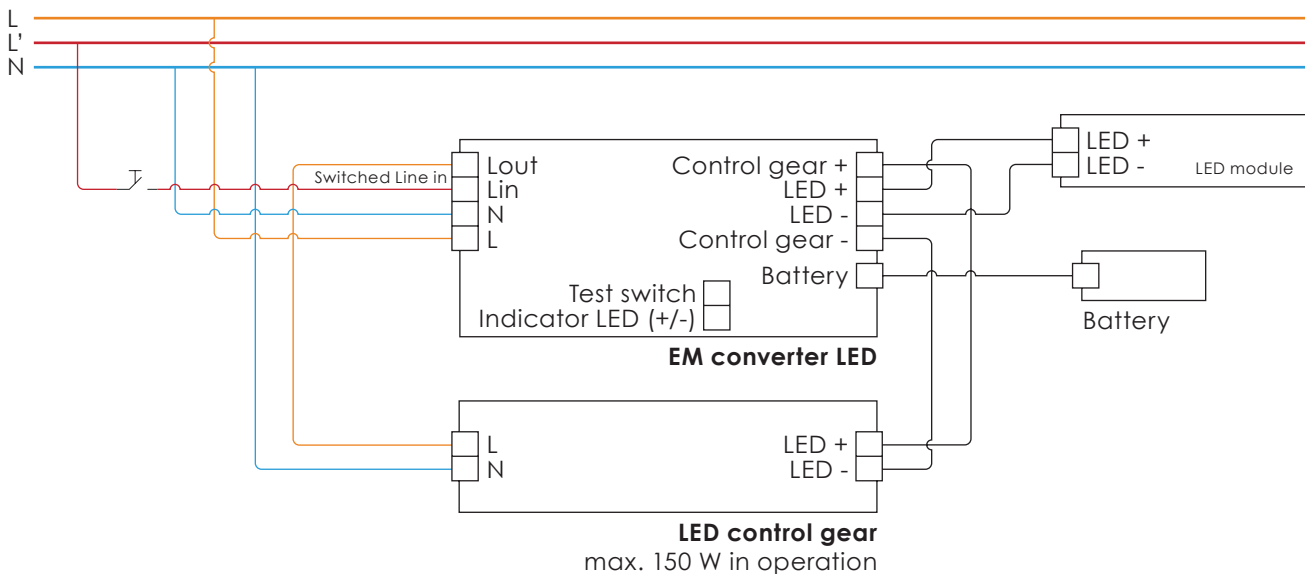 L
L'
N
Switched Line in
Lout
Lin
N
L
Control gear +
LED +
LED -
Control gear -
Battery
Test switch
Indicator LED (+/-)
EM converter LED
LED +
LED -
LED module
Battery
L
N
LED +
LED -
LED control gear
max. 150 W in operation